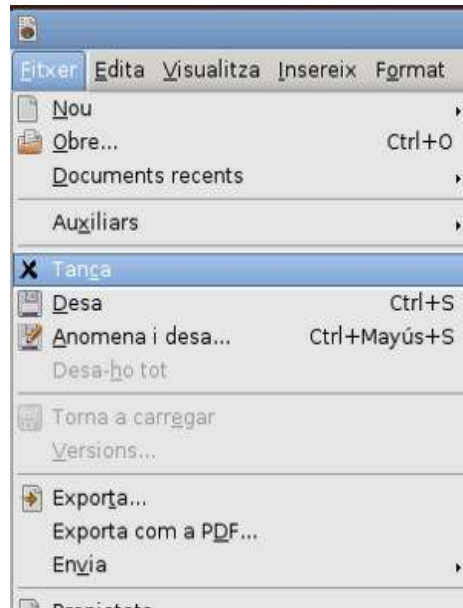 Fitxer Edita Visualitza Insereix Format
Nou
Obre... Ctrl+O
Documents recents
Auxiliars
Tanca
Desa Ctrl+S
Anomena i desa... Ctrl+Mayús+S
Desa-ho tot
Torna a carregar
Versions...
Exporta...
Exporta com a PDF...
Envia